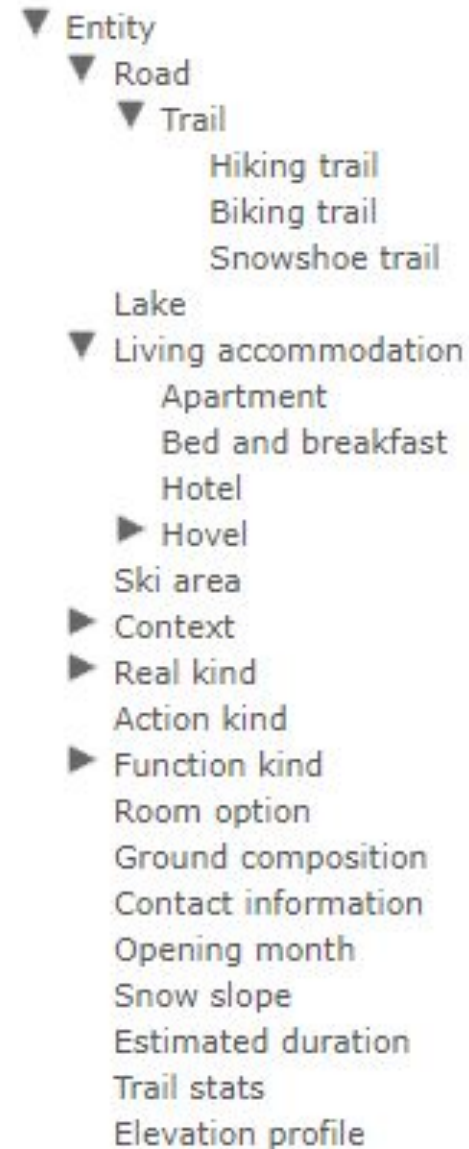 Entity
Road
Trail
Hiking trail
Biking trail
Snowshoe trail
Lake
Living accommodation
Apartment
Bed and breakfast
Hotel
Hovel
Ski area
Context
Real kind
Action kind
Function kind
Room option
Ground composition
Contact information
Opening month
Snow slope
Estimated duration
Trail stats
Elevation profile